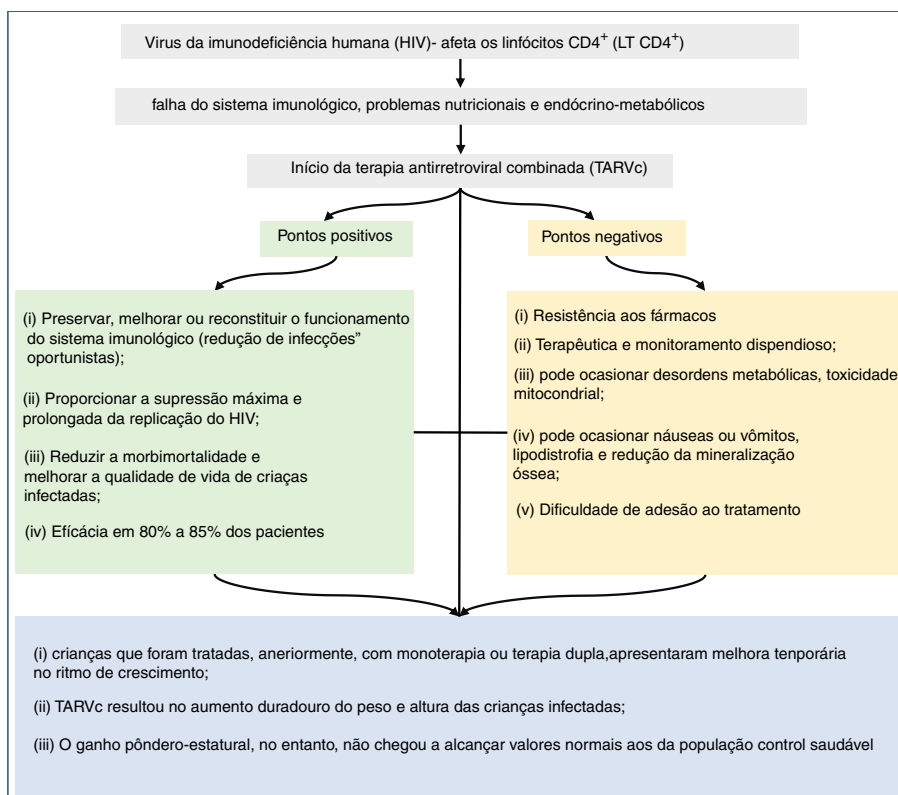 Virus da imunodeficiência humana (HIV)- afeta os linfócitos CD4+ (LT CD4+)
falha do sistema imunológico, problemas nutricionais e endócrino-metabólicos
Início da terapia antirretroviral combinada (TARVc)
Pontos positivos
Pontos negativos
(i) Preservar, melhorar ou reconstituir o funcionamento
do sistema imunológico (redução de infecções”
oportunistas);
(ii) Proporcionar a supressão máxima e
prolongada da replicação do HIV;
(iii) Reduzir a morbimortalidade e
melhorar a qualidade de vida de criaças
infectadas;
(iv) Efícácia em 80% a 85% dos pacientes
(i) Resistência aos fármacos
(ii) Terapêutica e monitoramento dispendioso;
(iii) pode ocasionar desordens metabólicas, toxicidade
mitocondrial;
(iv) pode ocasionar náuseas ou vômitos,
lipodistrofia e redução da mineralização
óssea;
(v) Dificuldade de adesão ao tratamento
(i) crianças que foram tratadas, aneriormente, com monoterapia ou terapia dupla,apresentaram melhora tenporária
no ritmo de crescimento;
(ii) TARVc resultou no aumento duradouro do peso e altura das crianças infectadas;
(iii) O ganho pôndero-estatural, no entanto, não chegou a alcançar valores normais aos da população control saudável